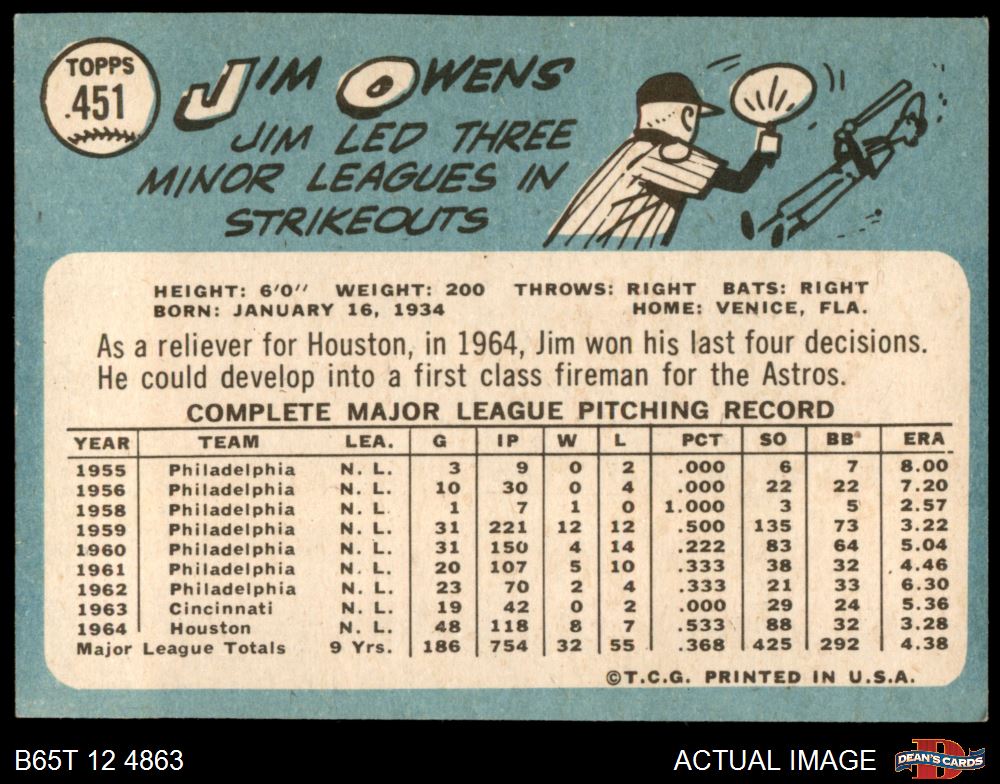 TOPPS
451
JIM OWENS
JIM LED THREE
MINOR LEAGUES IN
STRIKEOUTS
HEIGHT: 6'0" WEIGHT: 200 THROWS: RIGHT BATS: RIGHT
BORN: JANUARY 16, 1934 HOME: VENICE, FLA.
As a reliever for Houston, in 1964, Jim won his last four decisions.
He could develop into a first class fireman for the Astros.
COMPLETE MAJOR LEAGUE PITCHING RECORD
YEAR TEAM LEA. G IP W L PCT SO BB ERA
1955 Philadelphia N. L. 3 9 0 2 .000 6 7 8.00
1956 Philadelphia N. L. 10 30 0 4 .000 22 22 7.20
1958 Philadelphia N. L. 1 7 1 0 1.000 3 5 2.57
1959 Philadelphia N. L. 31 221 12 12 .500 135 73 3.22
1960 Philadelphia N. L. 31 150 4 14 .222 83 64 5.04
1961 Philadelphia N. L. 20 107 5 10 .333 38 32 4.46
1962 Philadelphia N. L. 23 70 2 4 .333 21 33 6.30
1963 Cincinnati N. L. 19 42 0 2 .000 29 24 5.36
1964 Houston N. L. 48 118 8 7 .533 88 32 3.28
Major League Totals 9 Yrs. 186 754 32 55 .368 425 292 4.38
©T.C.G. PRINTED IN U.S.A.
B65T 12 4863 ACTUAL IMAGE DEAN'S CARDS